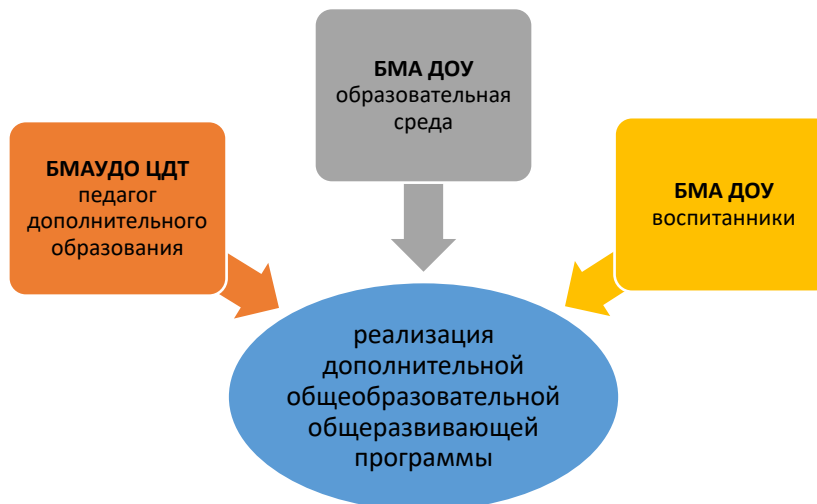 БМА ДОУ
образовательная
среда
БМАУДО ЦДТ
педагог
дополнительного
образования
БМА ДОУ
воспитанники
реализация
дополнительной
общеобразовательной
общеразвивающей
программы